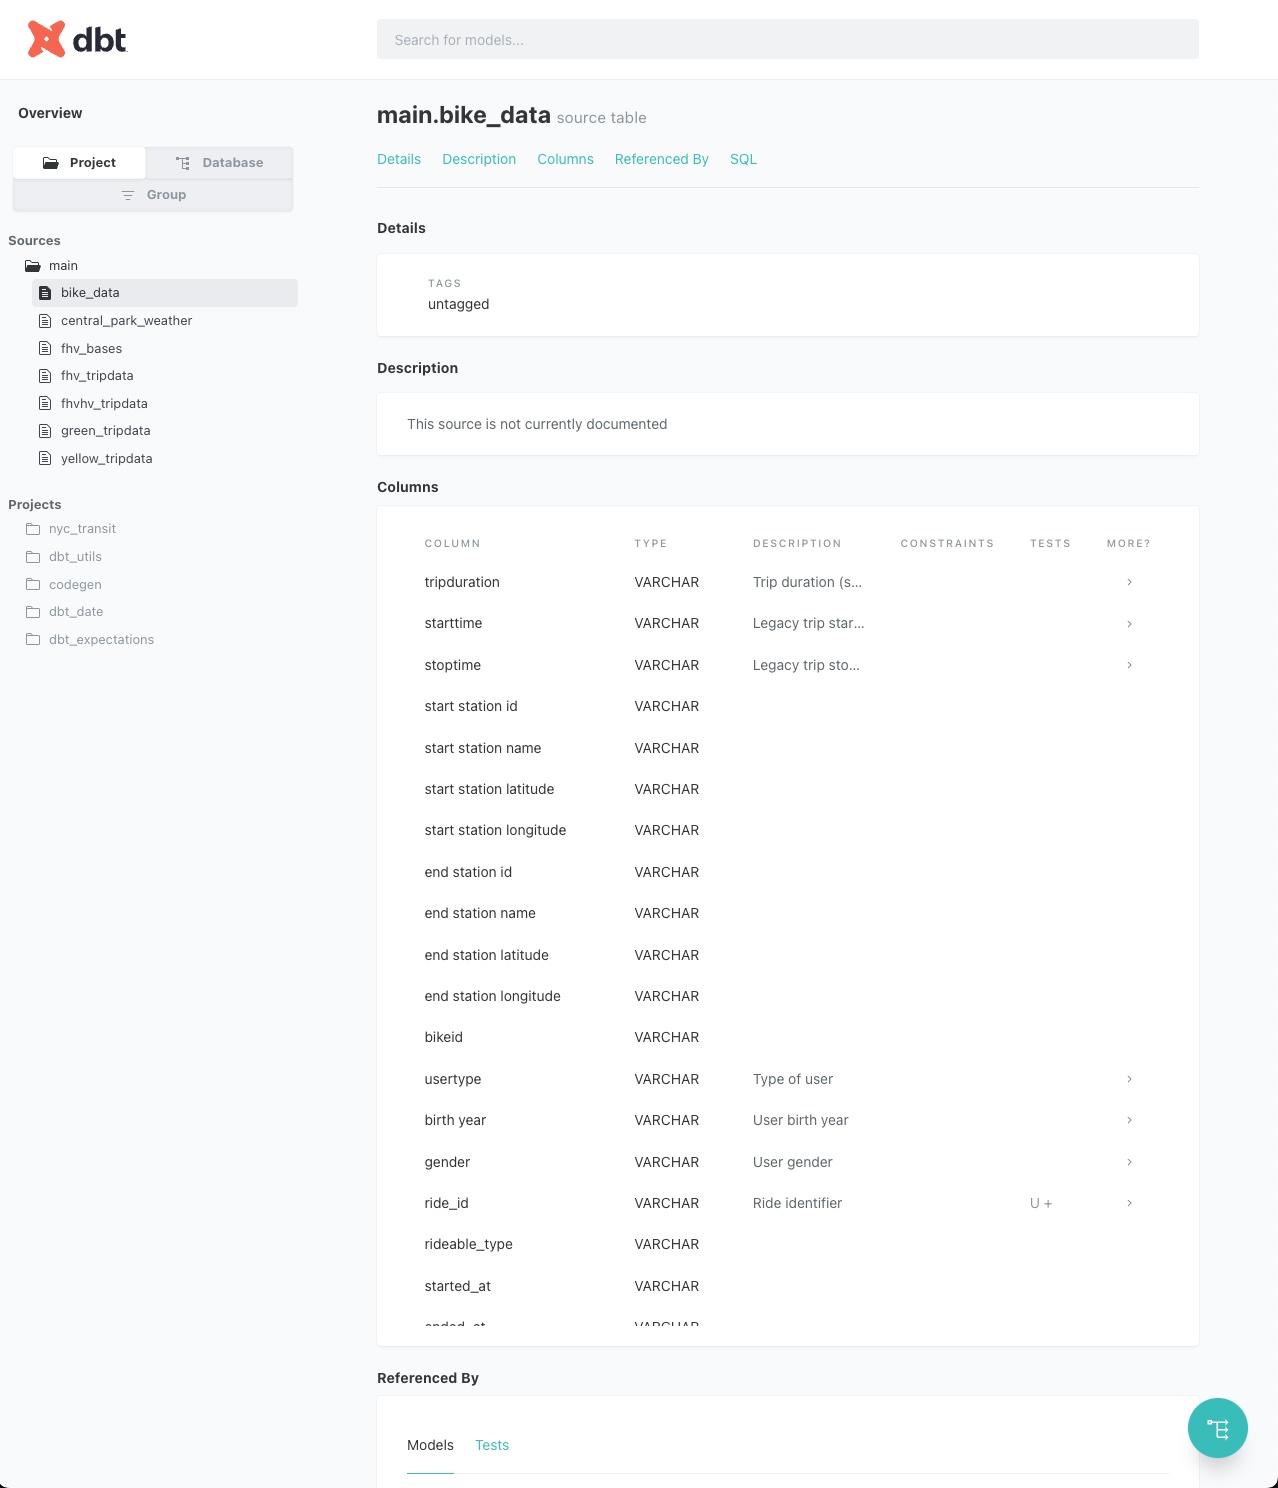 dbt
Search for models...
Overview
Project
Database
Group
Sources
main
bike_data
central_park_weather
fhv_bases
fhv_tripdata
fhvhv_tripdata
green_tripdata
yellow_tripdata
Projects
nyc_transit
dbt_utils
codegen
dbt_date
dbt_expectations
main.bike_data source table
Details Description Columns Referenced By SQL
Details
TAGS
untagged
Description
This source is not currently documented
Columns
COLUMN TYPE DESCRIPTION CONSTRAINTS TESTS MORE?
tripduration VARCHAR Trip duration (s...
starttime VARCHAR Legacy trip star...
stoptime VARCHAR Legacy trip sto...
start station id VARCHAR
start station name VARCHAR
start station latitude VARCHAR
start station longitude VARCHAR
end station id VARCHAR
end station name VARCHAR
end station latitude VARCHAR
end station longitude VARCHAR
bikeid VARCHAR
usertype VARCHAR Type of user
birth year VARCHAR User birth year
gender VARCHAR User gender
ride_id VARCHAR Ride identifier U +
rideable_type VARCHAR
started_at VARCHAR
ended_at VARCHAR
Referenced By
Models Tests